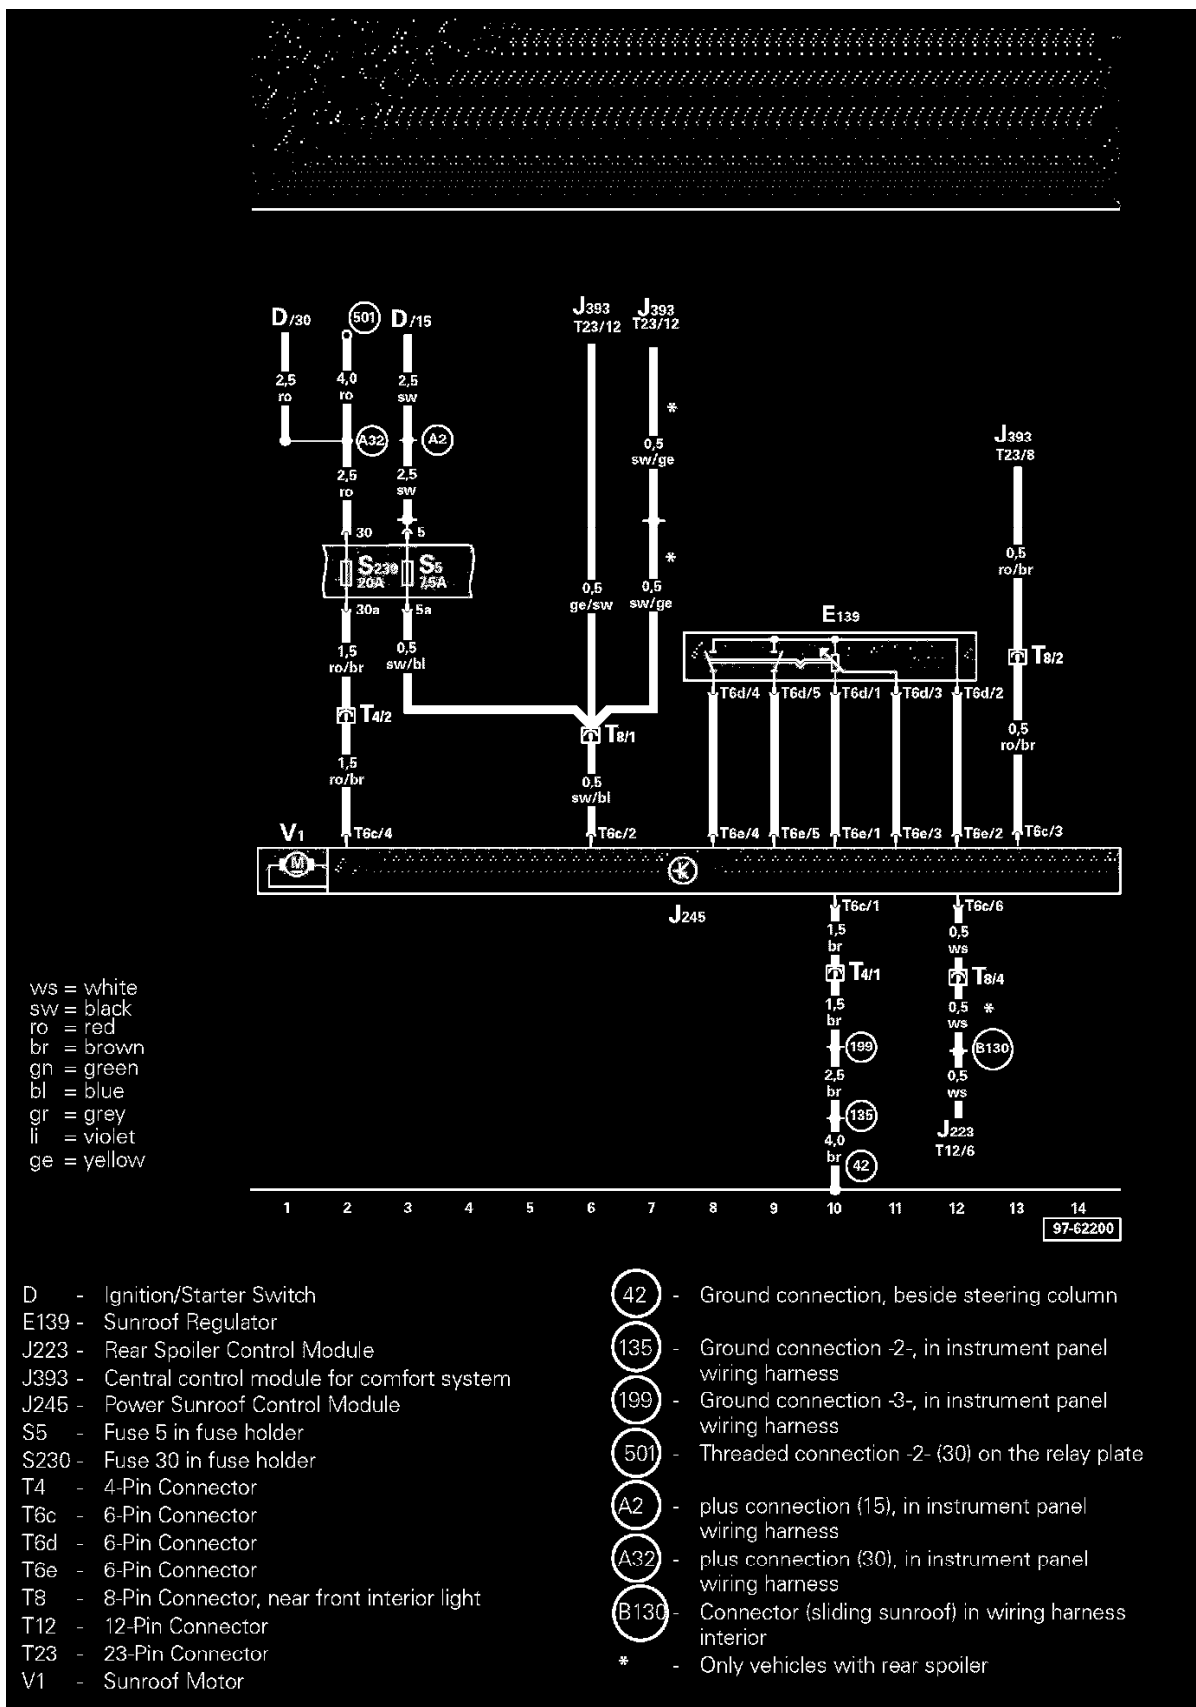 D/30
501
D/15
J393
T23/12
J393
T23/12
2,5
ro
4,0
ro
2,5
sw
*
A32
A2
0,5
sw/ge
J393
T23/8
2,5
ro
2,5
sw
30
5
S230
20A
S5
7,5A
*
0,5
ge/sw
0,5
sw/ge
0,5
ro/br
30a
5a
E139
1,5
ro/br
0,5
sw/bl
T8/2
T6d/4
T6d/5
T6d/1
T6d/3
T6d/2
T4/2
T8/1
0,5
ro/br
1,5
ro/br
0,5
sw/bl
V1
T6c/4
T6c/2
T6e/4
T6e/5
T6e/1
T6e/3
T6e/2
T6c/3
M
J245
T6c/1
T6c/6
1,5
br
0,5
ws
T4/1
T8/4
1,5
br
0,5
ws
*
199
B130
2,5
br
0,5
ws
135
J223
T12/6
4,0
br
42
ws = white
sw = black
ro = red
br = brown
gn = green
bl = blue
gr = grey
li = violet
ge = yellow
1 2 3 4 5 6 7 8 9 10 11 12 13 14
97-62200
D - Ignition/Starter Switch
E139 - Sunroof Regulator
J223 - Rear Spoiler Control Module
J393 - Central control module for comfort system
J245 - Power Sunroof Control Module
S5 - Fuse 5 in fuse holder
S230 - Fuse 30 in fuse holder
T4 - 4-Pin Connector
T6c - 6-Pin Connector
T6d - 6-Pin Connector
T6e - 6-Pin Connector
T8 - 8-Pin Connector, near front interior light
T12 - 12-Pin Connector
T23 - 23-Pin Connector
V1 - Sunroof Motor
42 - Ground connection, beside steering column
135 - Ground connection -2-, in instrument panel
wiring harness
199 - Ground connection -3-, in instrument panel
wiring harness
501 - Threaded connection -2- (30) on the relay plate
A2 - plus connection (15), in instrument panel
wiring harness
A32 - plus connection (30), in instrument panel
wiring harness
B130 - Connector (sliding sunroof) in wiring harness
interior
* - Only vehicles with rear spoiler